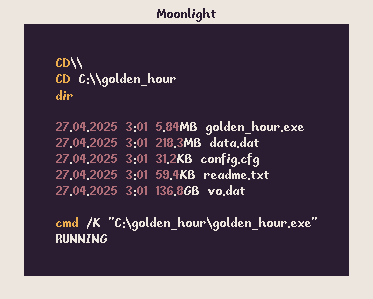 Moonlight
CD\\
CD C:\\golden_hour
dir
27.04.2025 3:01 5.84MB golden_hour.exe
27.04.2025 3:01 218.3MB data.dat
27.04.2025 3:01 31.2KB config.cfg
27.04.2025 3:01 59.4KB readme.txt
27.04.2025 3:01 136.8GB vo.dat
cmd /K "C:\golden_hour\golden_hour.exe"
RUNNING